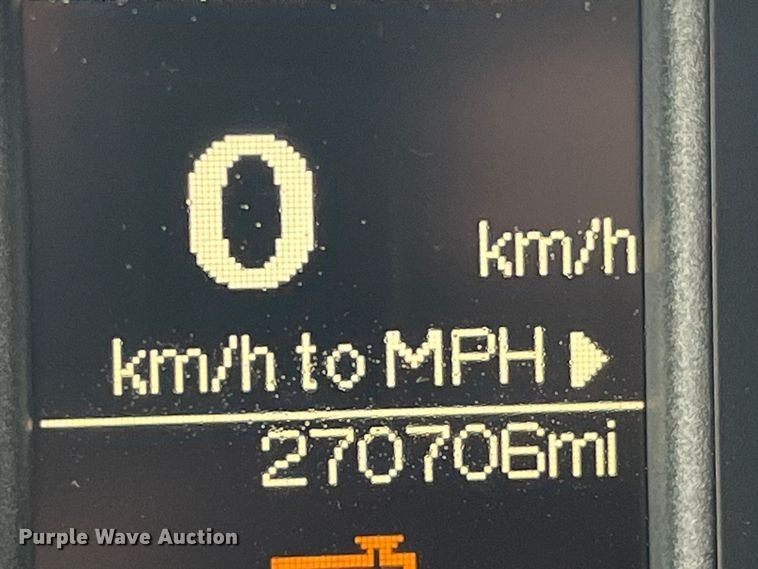 0 km/h
km/h to MPH
270706mi
Purple Wave Auction